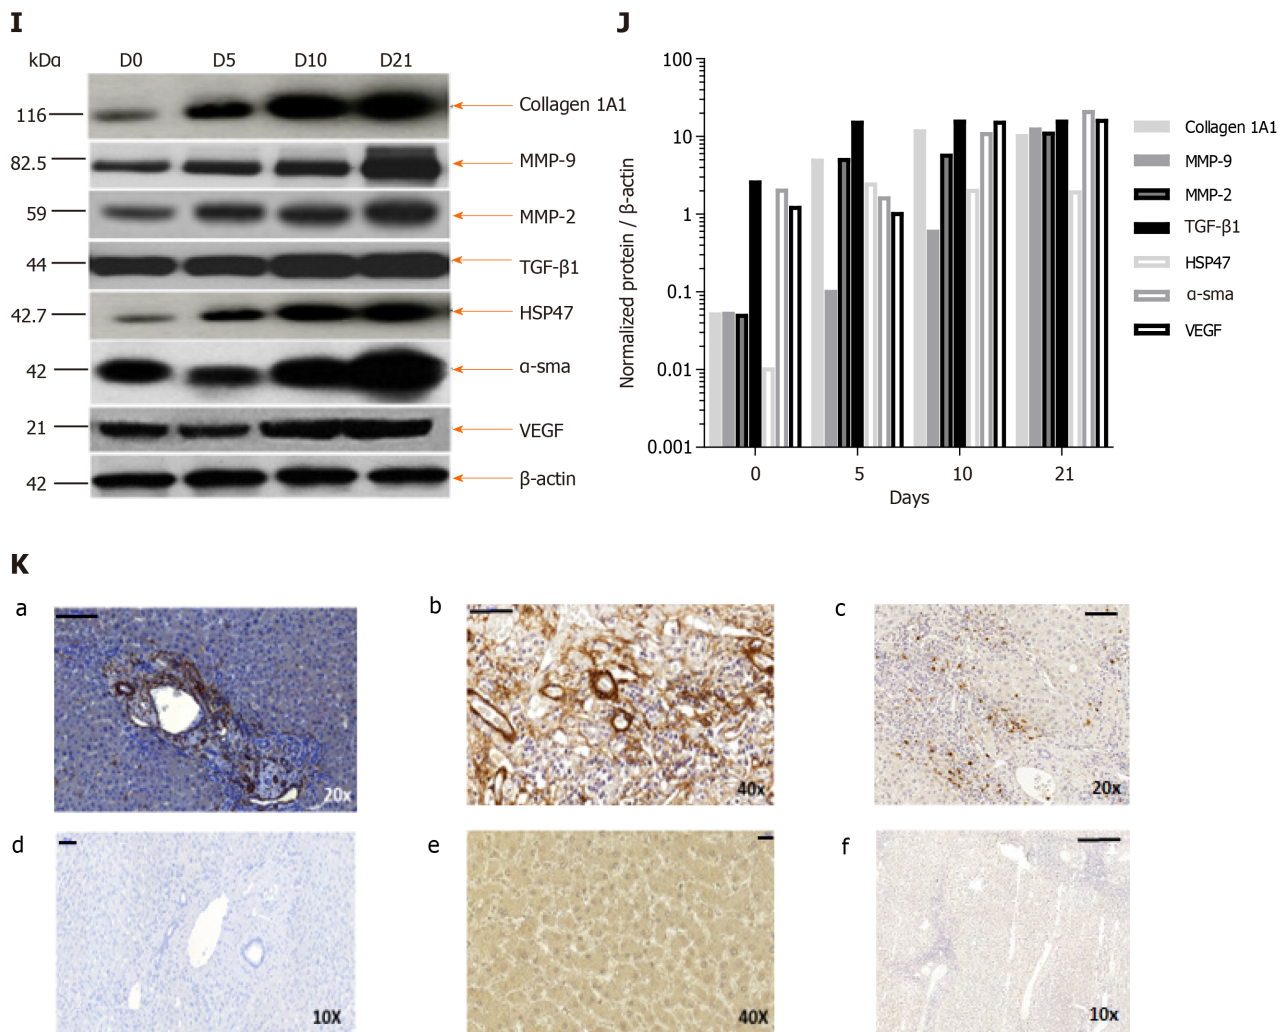 I
kDa D0 D5 D10 D21
116 Collagen 1A1
82.5 MMP-9
59 MMP-2
44 TGF-β1
42.7 HSP47
42 α-sma
21 VEGF
42 β-actin
J
Normalized protein / β-actin
100
10
1
0.1
0.01
0.001
0 5 10 21
Days
Collagen 1A1
MMP-9
MMP-2
TGF-β1
HSP47
α-sma
VEGF
K
a b c
20x 40x 20x
d e f
10X 40X 10x